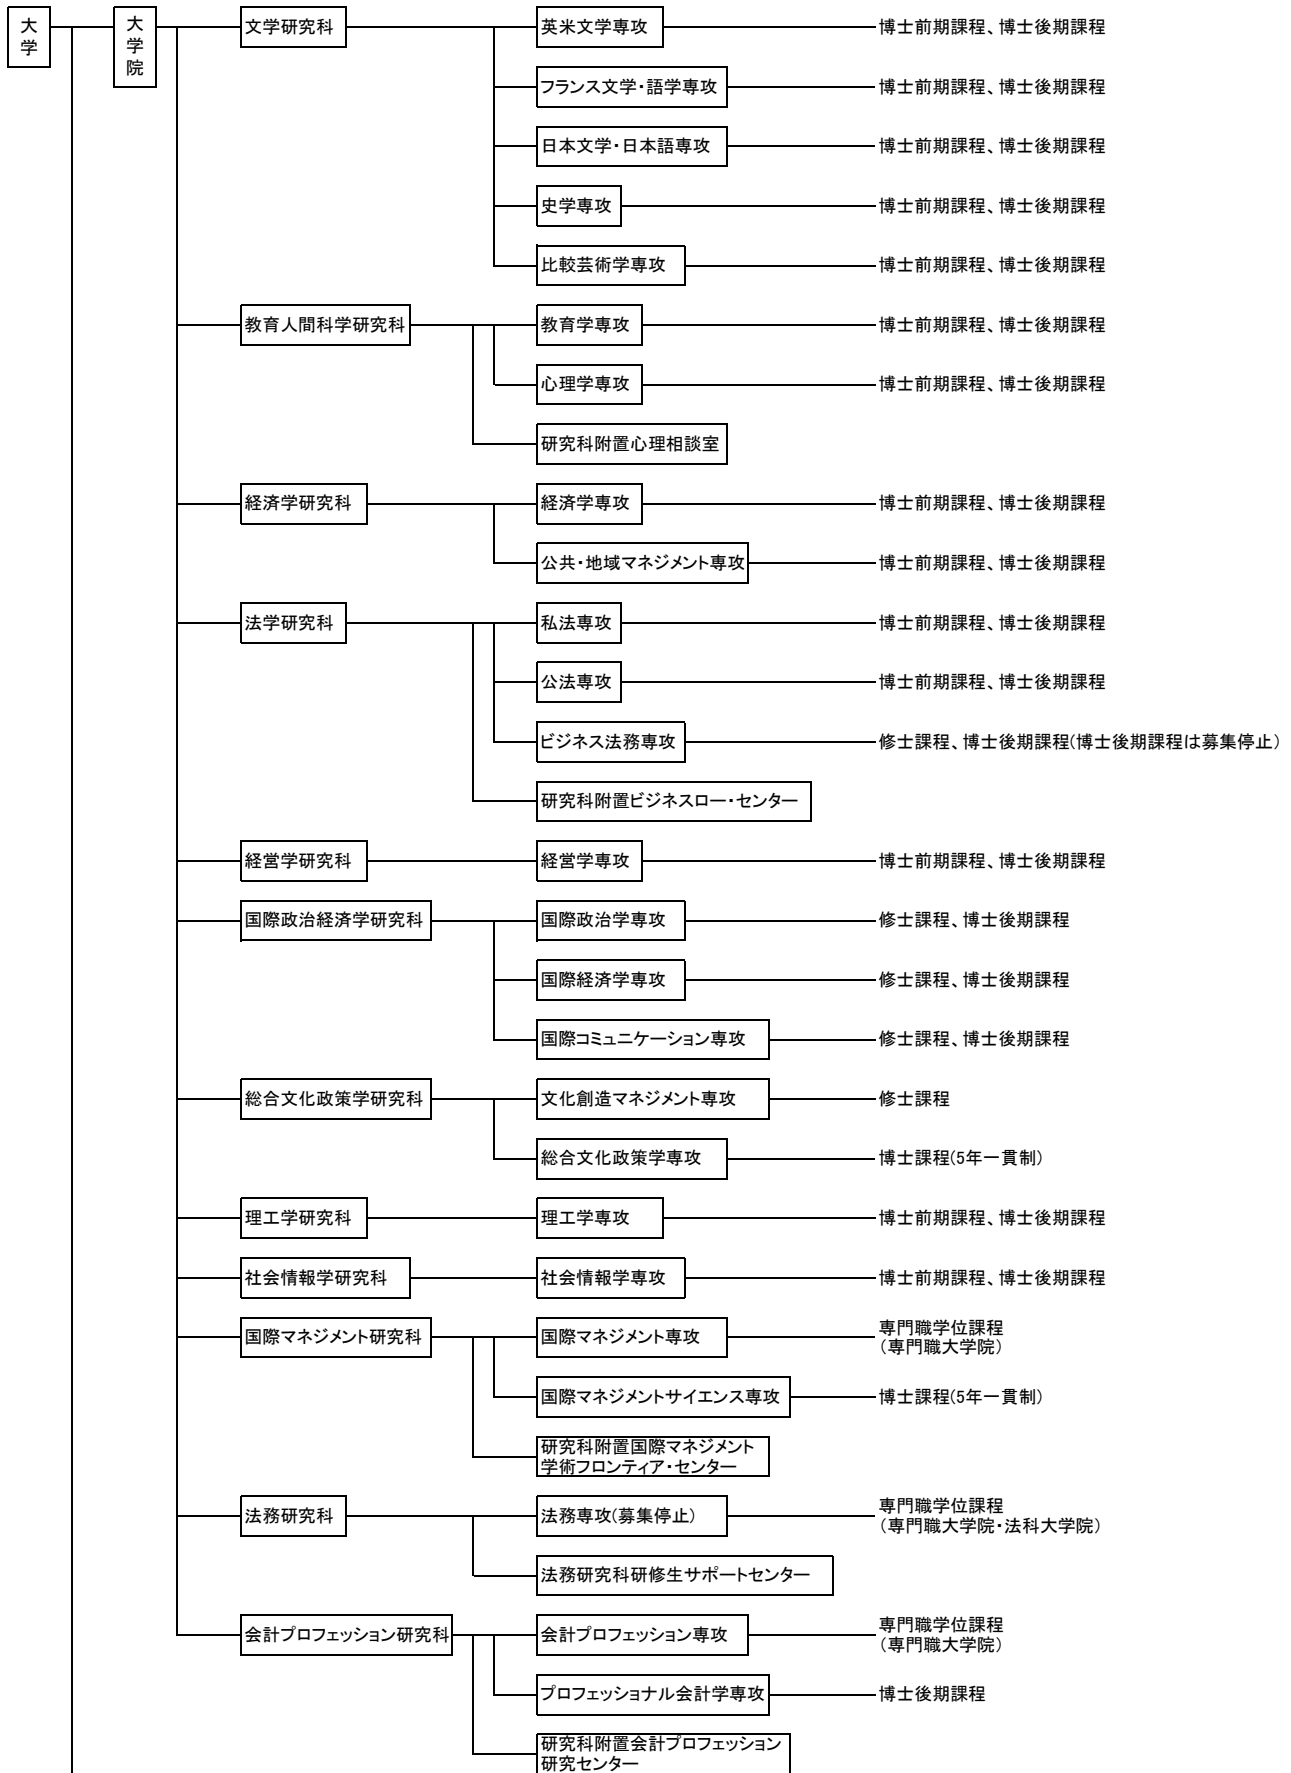 大学
大学院
文学研究科
英米文学専攻
博士前期課程、博士後期課程
フランス文学・語学専攻
博士前期課程、博士後期課程
日本文学・日本語専攻
博士前期課程、博士後期課程
史学専攻
博士前期課程、博士後期課程
比較芸術学専攻
博士前期課程、博士後期課程
教育人間科学研究科
教育学専攻
博士前期課程、博士後期課程
心理学専攻
博士前期課程、博士後期課程
研究科附置心理相談室
経済学研究科
経済学専攻
博士前期課程、博士後期課程
公共・地域マネジメント専攻
博士前期課程、博士後期課程
法学研究科
私法専攻
博士前期課程、博士後期課程
公法専攻
博士前期課程、博士後期課程
ビジネス法務専攻
修士課程、博士後期課程(博士後期課程は募集停止)
研究科附置ビジネスロー・センター
経営学研究科
経営学専攻
博士前期課程、博士後期課程
国際政治経済学研究科
国際政治学専攻
修士課程、博士後期課程
国際経済学専攻
修士課程、博士後期課程
国際コミュニケーション専攻
修士課程、博士後期課程
総合文化政策学研究科
文化創造マネジメント専攻
修士課程
総合文化政策学専攻
博士課程(5年一貫制)
理工学研究科
理工学専攻
博士前期課程、博士後期課程
社会情報学研究科
社会情報学専攻
博士前期課程、博士後期課程
国際マネジメント研究科
国際マネジメント専攻
専門職学位課程
(専門職大学院)
国際マネジメントサイエンス専攻
博士課程(5年一貫制)
研究科附置国際マネジメント
学術フロンティア・センター
法務研究科
法務専攻(募集停止)
専門職学位課程
(専門職大学院・法科大学院)
法務研究科研修生サポートセンター
会計プロフェッション研究科
会計プロフェッション専攻
専門職学位課程
(専門職大学院)
プロフェッショナル会計学専攻
博士後期課程
研究科附置会計プロフェッション
研究センター